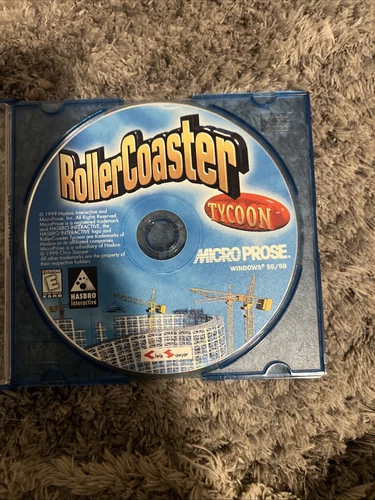 RollerCoaster
TYCOON
© 1999 Hasbro Interactive and
MicroProse, Inc. All Rights Reserved.
MicroProse is a registered trademark
and HASBRO INTERACTIVE, the
HASBRO INTERACTIVE logo and
RollerCoaster Tycoon are trademarks of
Hasbro or its affiliated companies.
MicroProse is a subsidiary of Hasbro.
© 1999 Chris Sawyer.
All other trademarks are the property of
their respective holders.
MICROPROSE
WINDOWS® 95/98
EVERYONE
E
HASBRO
Interactive
Chris Sawyer